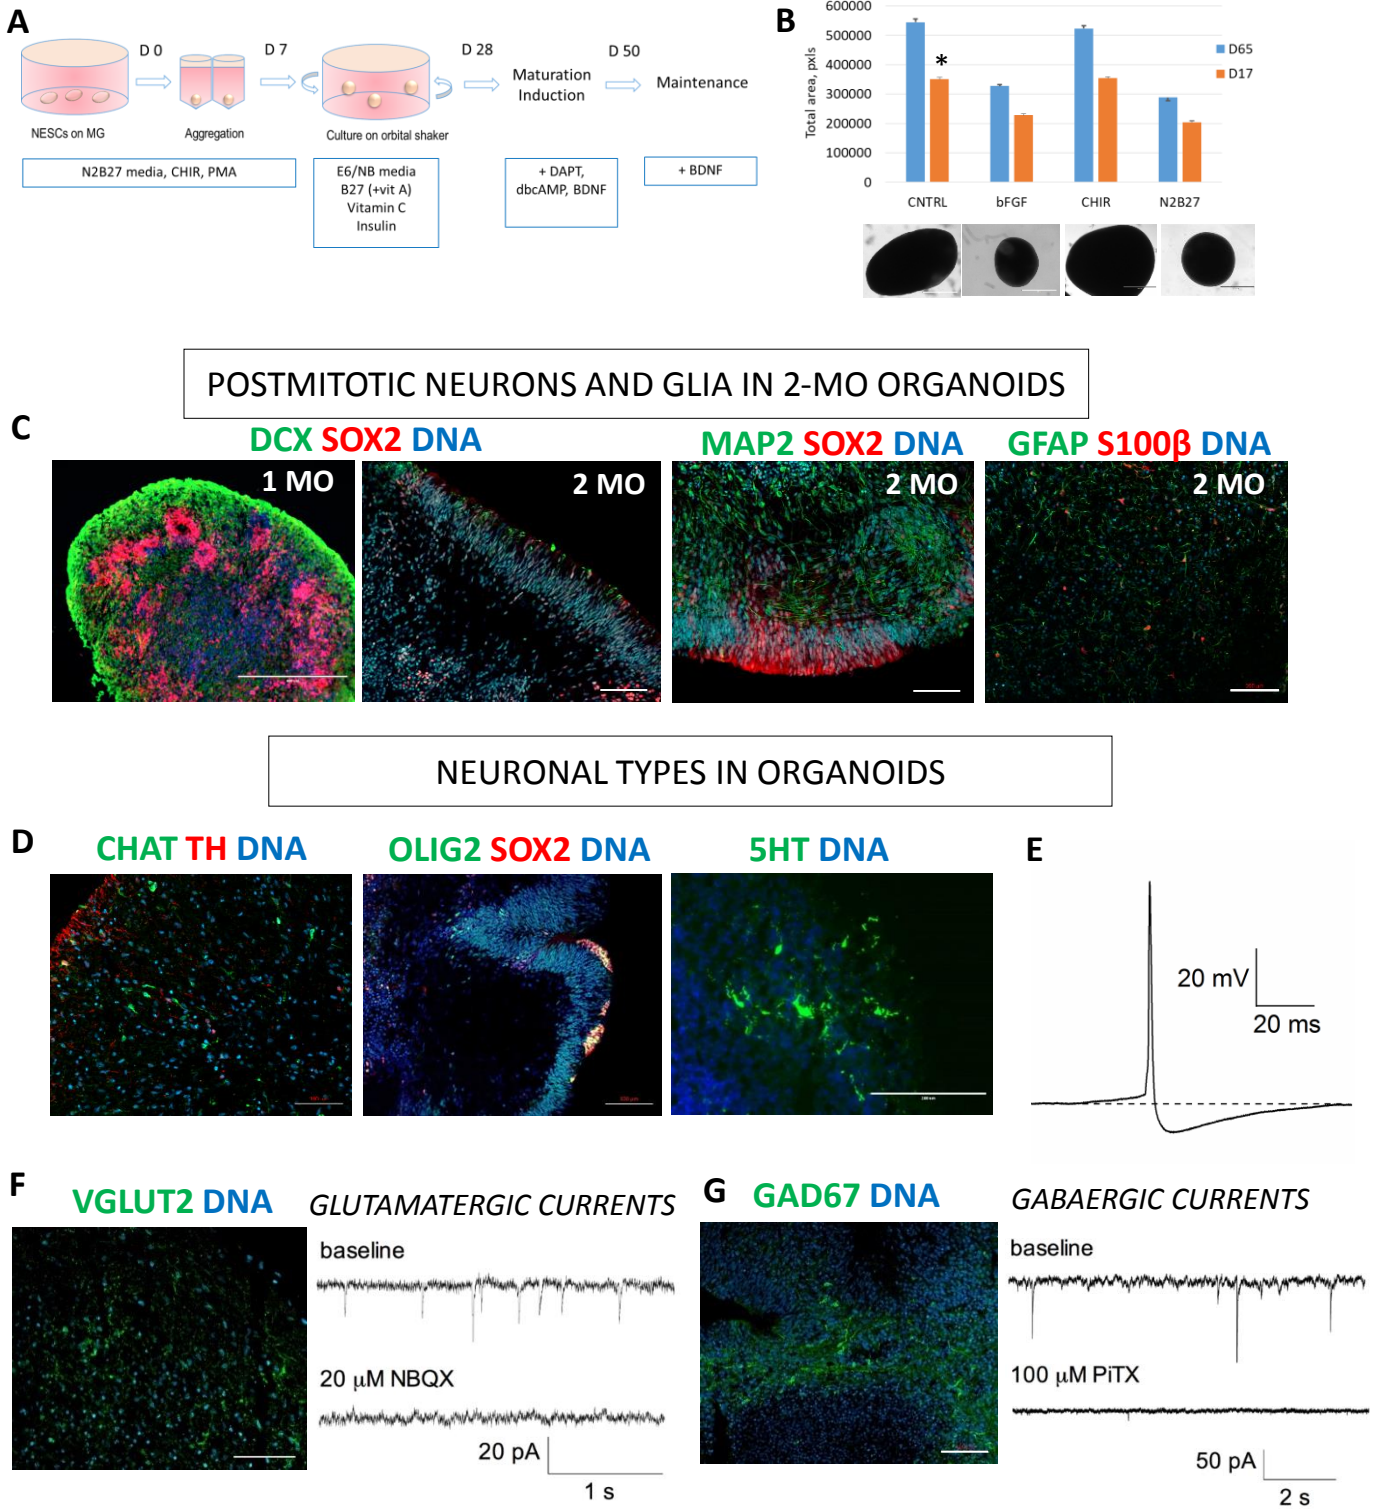 A
D 0
D 7
D 28
D 50
Maturation
Induction
Maintenance
NESCs on MG
Aggregation
Culture on orbital shaker
N2B27 media, CHIR, PMA
E6/NB media
B27 (+vit A)
Vitamin C
Insulin
+ DAPT,
dbcAMP, BDNF
+ BDNF
B
Total area, pxls
600000
500000
400000
300000
200000
100000
0
*
D65
D17
CNTRL
bFGF
CHIR
N2B27
POSTMITOTIC NEURONS AND GLIA IN 2-MO ORGANOIDS
C
DCX SOX2 DNA
MAP2 SOX2 DNA
GFAP S100β DNA
1 MO
2 MO
2 MO
2 MO
NEURONAL TYPES IN ORGANOIDS
D
CHAT TH DNA
OLIG2 SOX2 DNA
5HT DNA
E
20 mV
20 ms
F
VGLUT2 DNA
GLUTAMATERGIC CURRENTS
baseline
20 μM NBQX
20 pA
1 s
G
GAD67 DNA
GABAERGIC CURRENTS
baseline
100 μM PiTX
50 pA
2 s